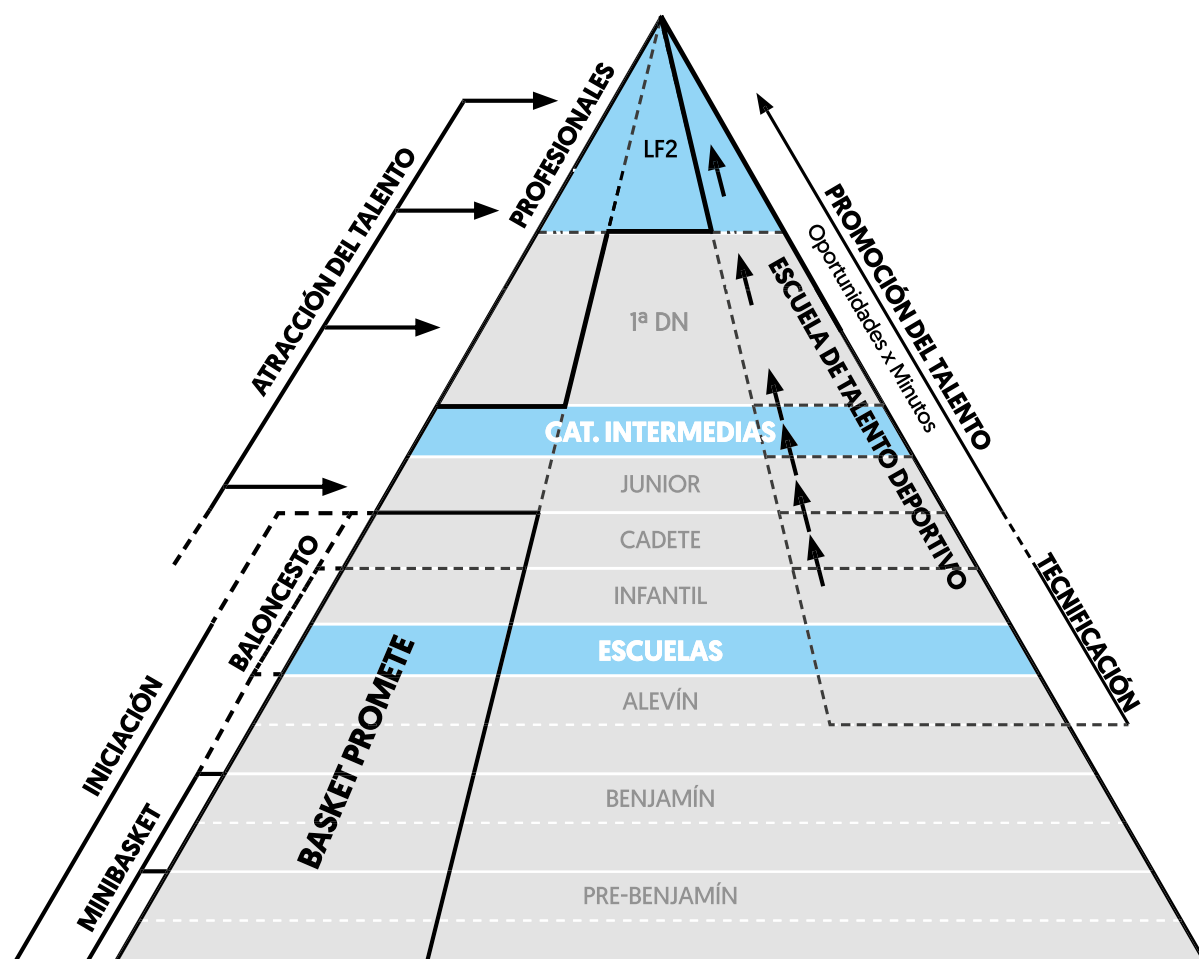 PROFESIONALES
LF2
ATRACCIÓN DEL TALENTO
PROMOCIÓN DEL TALENTO
Oportunidades x Minutos
ESCUELA DE TALENTO DEPORTIVO
1ª DN
CAT. INTERMEDIAS
JUNIOR
CADETE
INFANTIL
BALONCESTO
TECNIFICACIÓN
ESCUELAS
ALEVÍN
INICIACIÓN
BASKET PROMETE
BENJAMÍN
MINIBASKET
PRE-BENJAMÍN